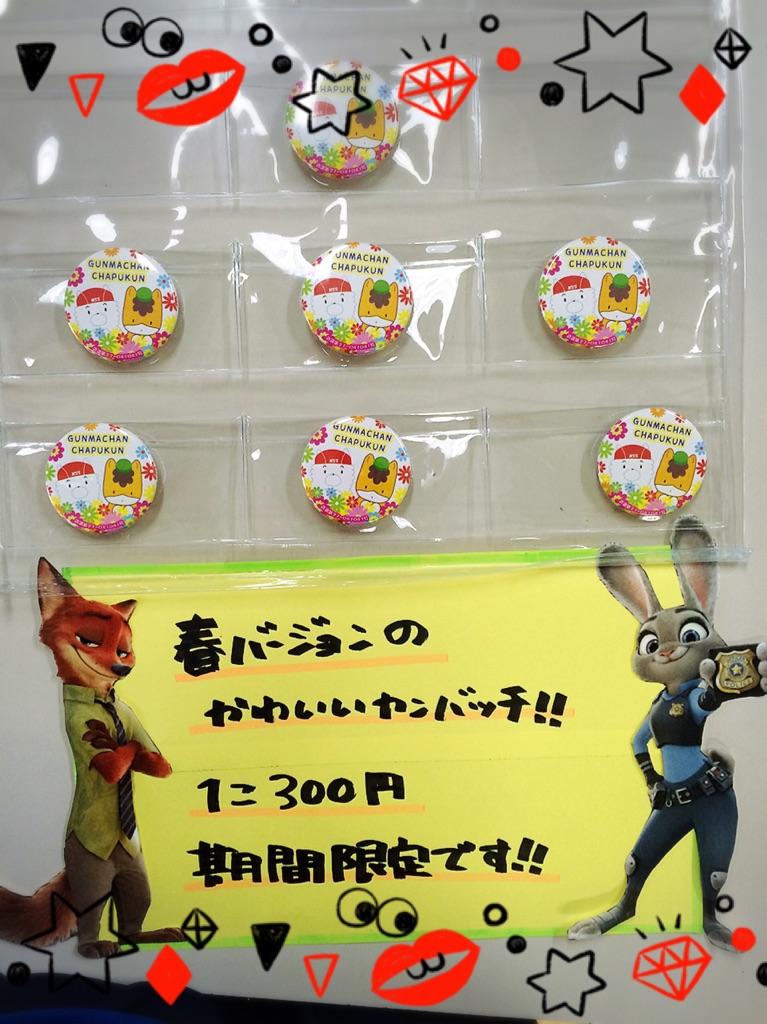 GUNMACHAN
CHAPUKUN
GUNMACHAN
CHAPUKUN
GUNMACHAN
CHAPUKUN
GUNMACHAN
CHAPUKUN
GUNMACHAN
CHAPUKUN
GUNMACHAN
CHAPUKUN
春バージョンの
かわいいカンバッチ!!
1こ300円
期間限定です!!
POLICE